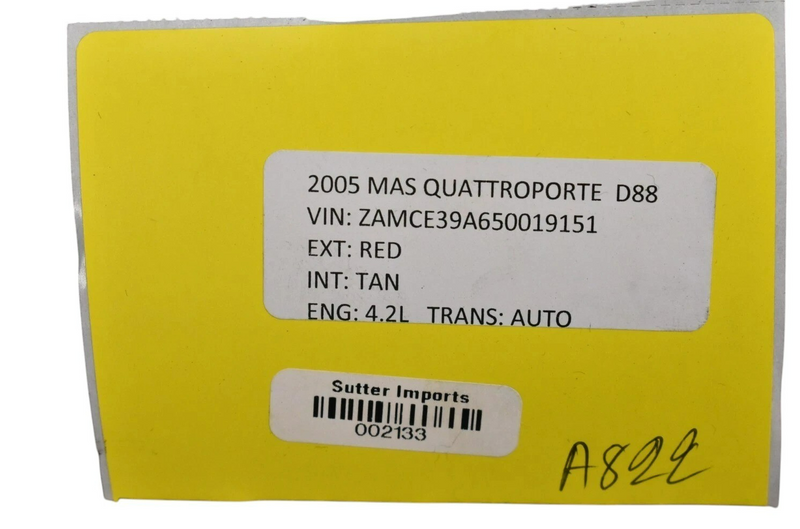 2005 MAS QUATTROPORTE D88
VIN: ZAMCE39A650019151
EXT: RED
INT: TAN
ENG: 4.2L TRANS: AUTO
Sutter Imports
002133
A822